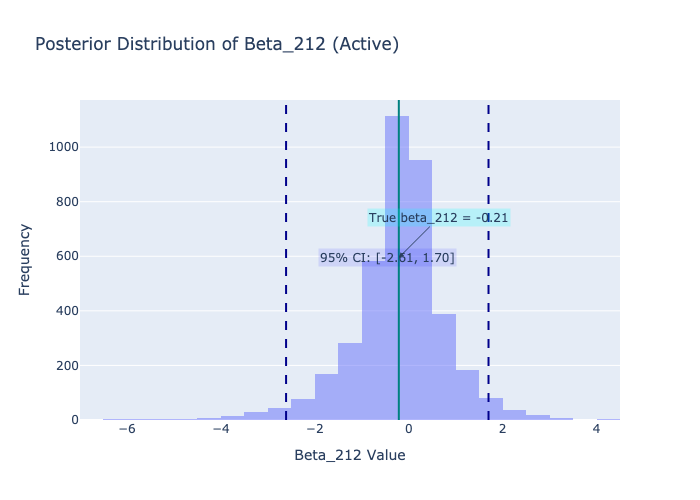 Posterior Distribution of Beta_212 (Active)
1000
800
600
400
200
0
Frequency
True beta_212 = -0.21
95% CI: [-2.61, 1.70]
−6
−4
−2
0
2
4
Beta_212 Value